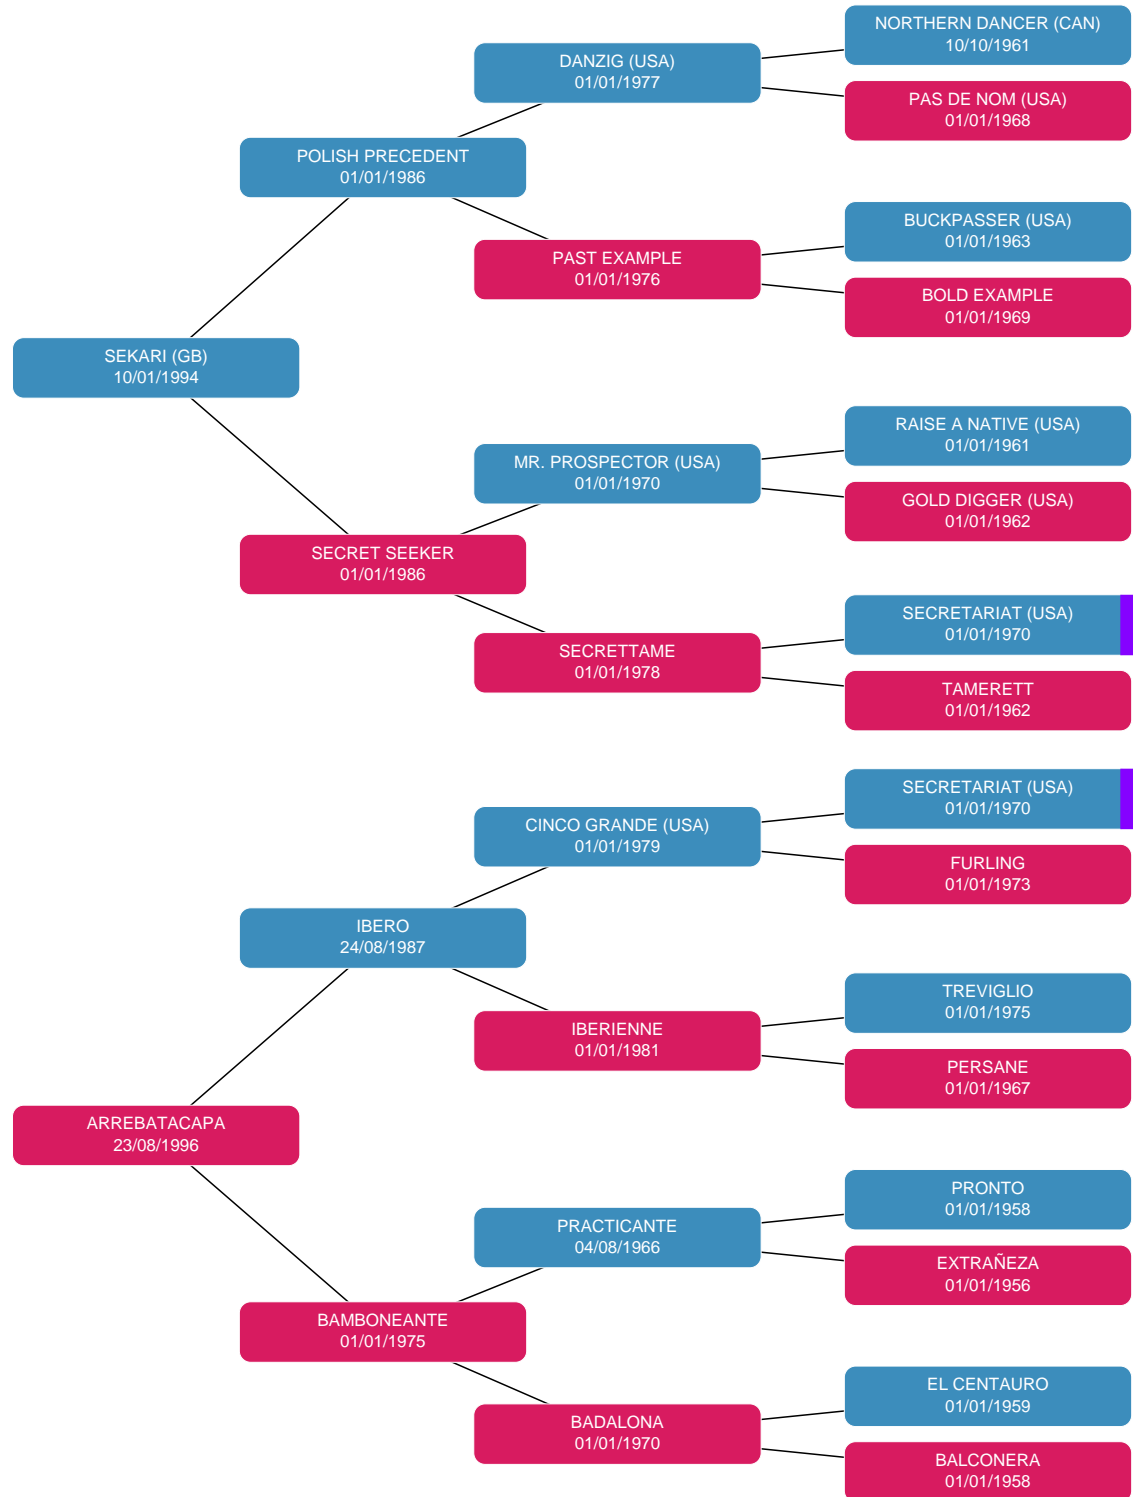 NORTHERN DANCER (CAN)
10/10/1961
DANZIG (USA)
01/01/1977
PAS DE NOM (USA)
01/01/1968
POLISH PRECEDENT
01/01/1986
BUCKPASSER (USA)
01/01/1963
PAST EXAMPLE
01/01/1976
BOLD EXAMPLE
01/01/1969
SEKARI (GB)
10/01/1994
RAISE A NATIVE (USA)
01/01/1961
MR. PROSPECTOR (USA)
01/01/1970
GOLD DIGGER (USA)
01/01/1962
SECRET SEEKER
01/01/1986
SECRETARIAT (USA)
01/01/1970
SECRETTAME
01/01/1978
TAMERETT
01/01/1962
SECRETARIAT (USA)
01/01/1970
CINCO GRANDE (USA)
01/01/1979
FURLING
01/01/1973
IBERO
24/08/1987
TREVIGLIO
01/01/1975
IBERIENNE
01/01/1981
PERSANE
01/01/1967
ARREBATACAPA
23/08/1996
PRONTO
01/01/1958
PRACTICANTE
04/08/1966
EXTRAÑEZA
01/01/1956
BAMBONEANTE
01/01/1975
EL CENTAURO
01/01/1959
BADALONA
01/01/1970
BALCONERA
01/01/1958